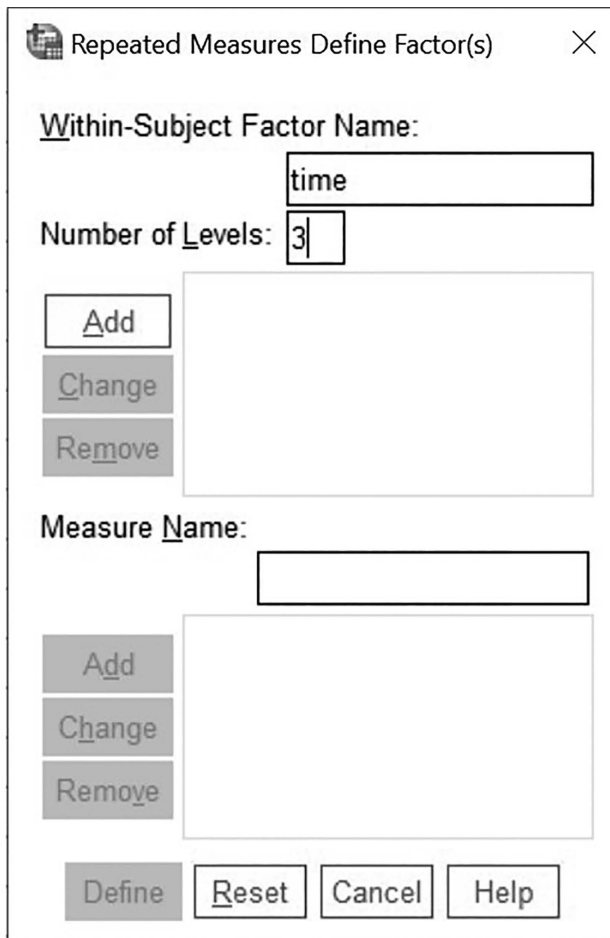 Repeated Measures Define Factor(s)
Within-Subject Factor Name:
time
Number of Levels: 3
Add
Change
Remove
Measure Name:
Add
Change
Remove
Define Reset Cancel Help